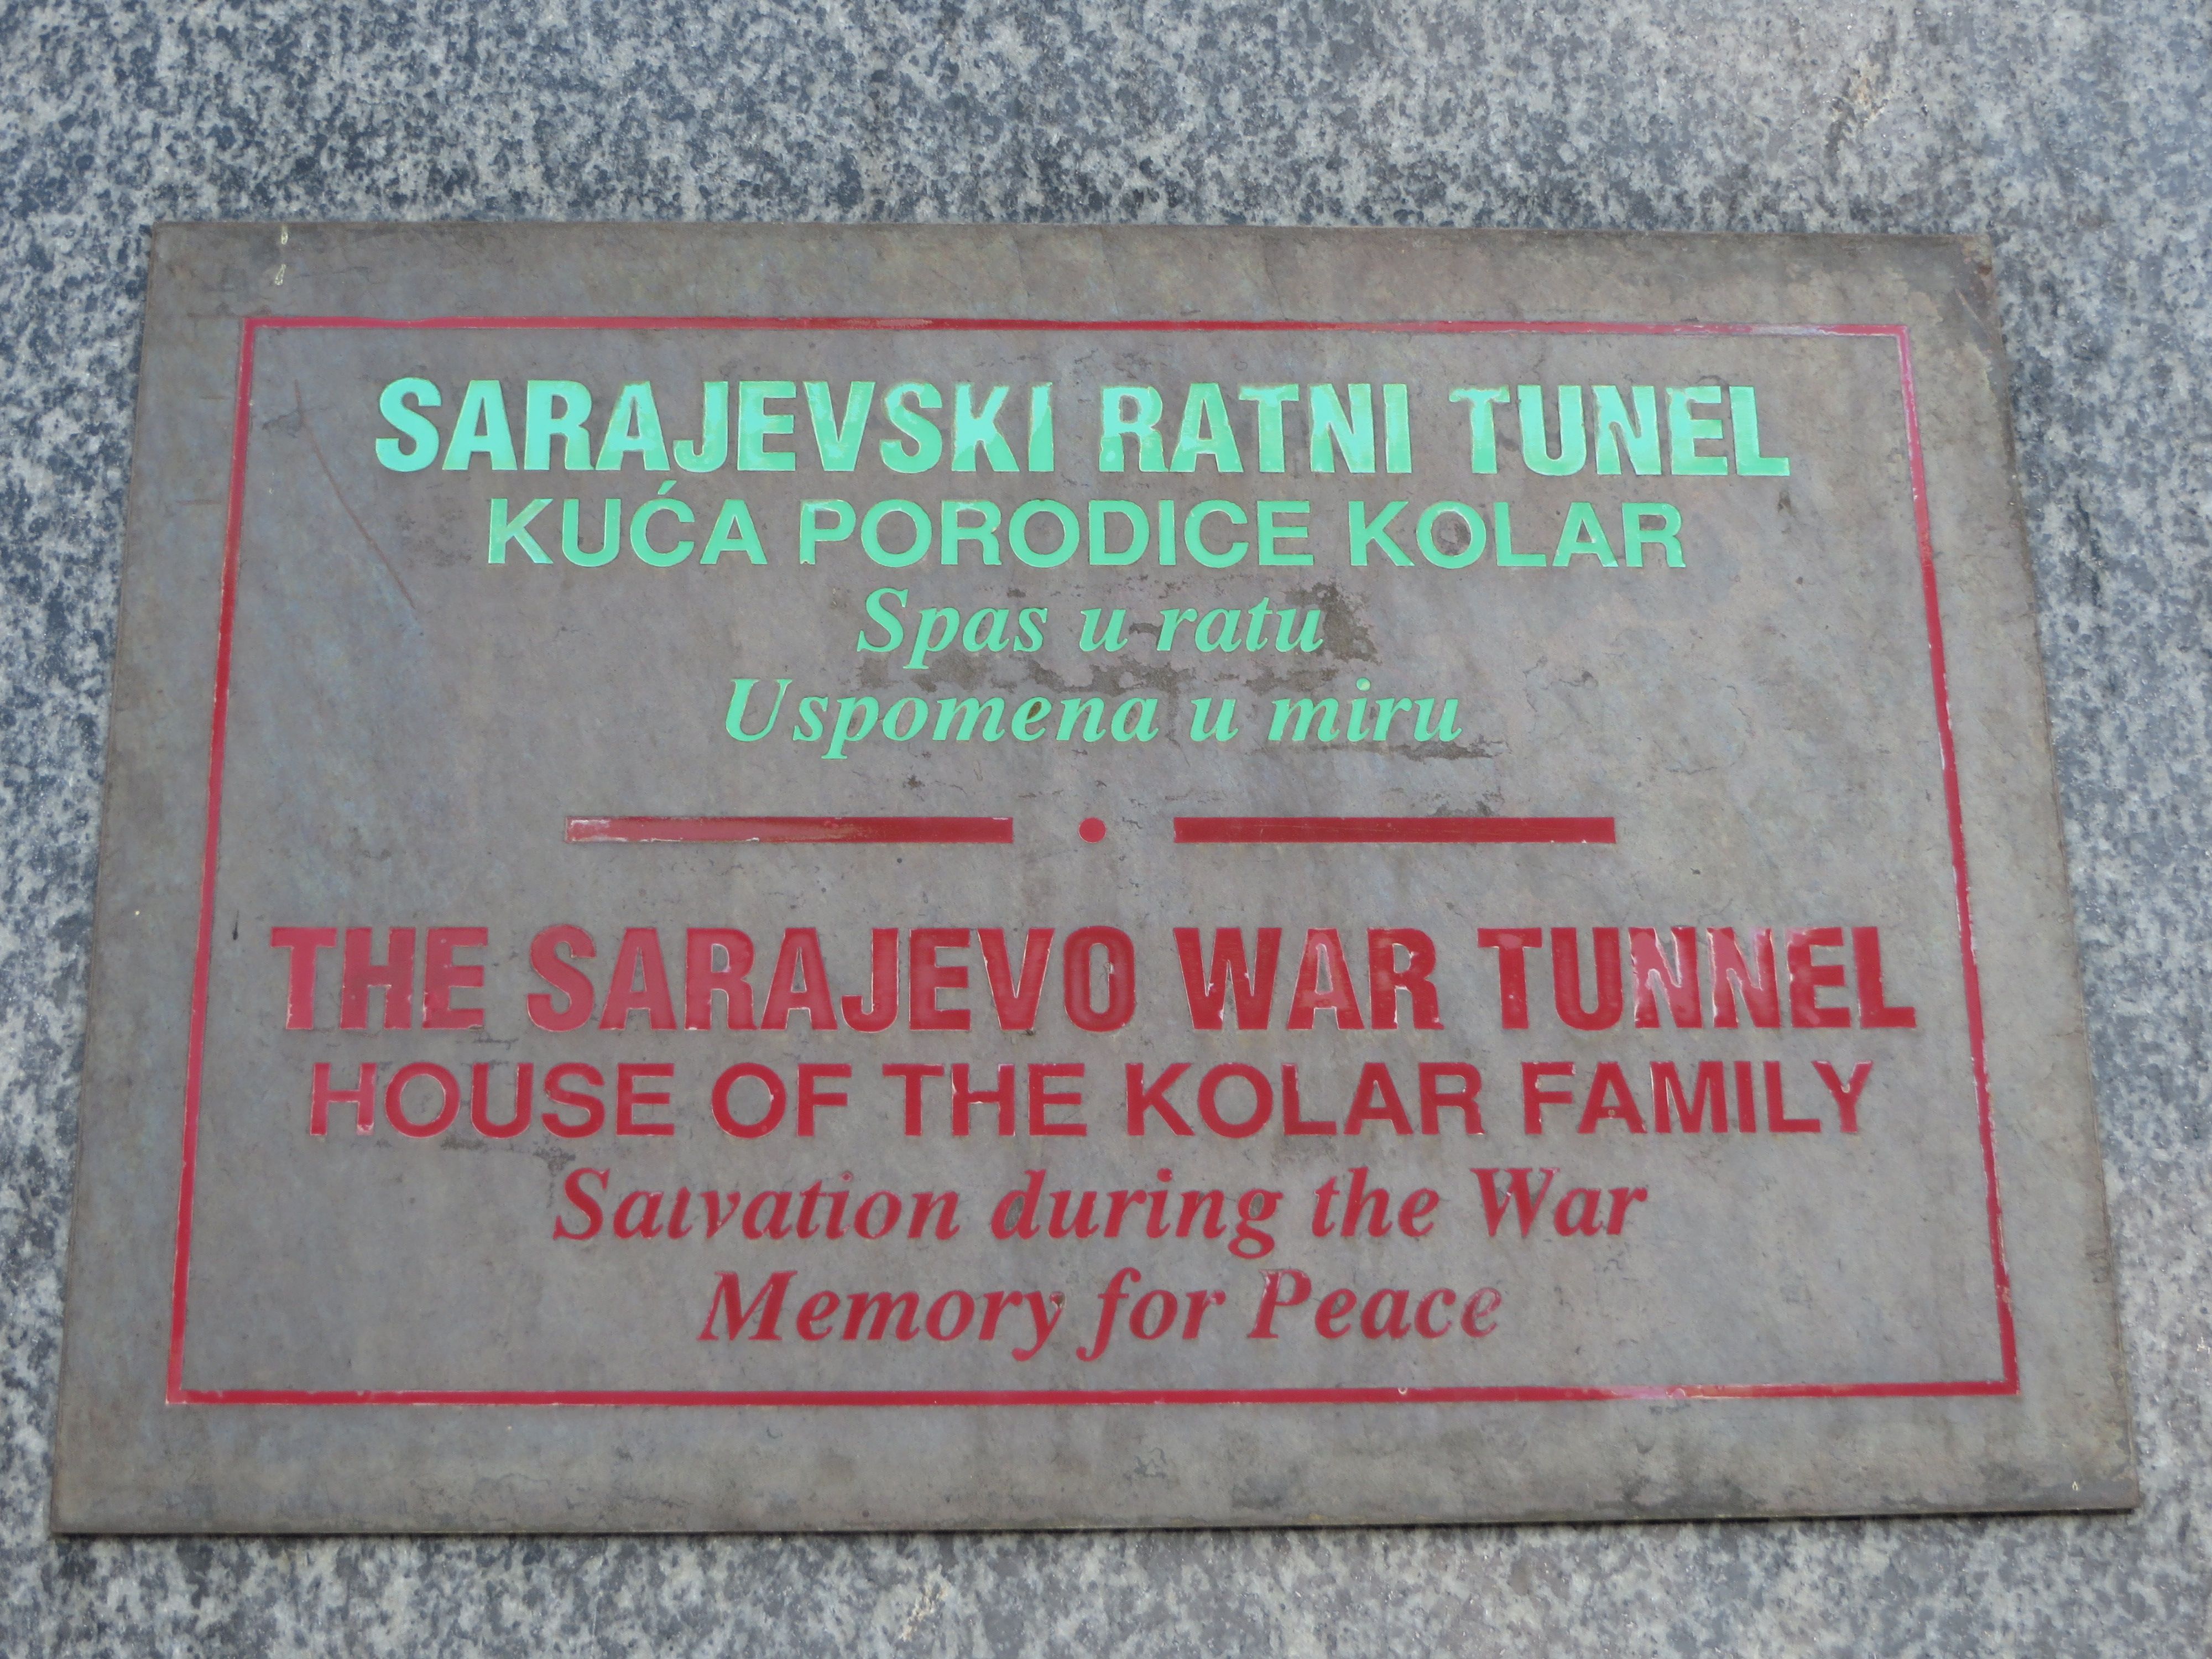 SARAJEVSKI RATNI TUNEL
KUĆA PORODICE KOLAR
Spas u ratu
Uspomena u miru
THE SARAJEVO WAR TUNNEL
HOUSE OF THE KOLAR FAMILY
Salvation during the War
Memory for Peace